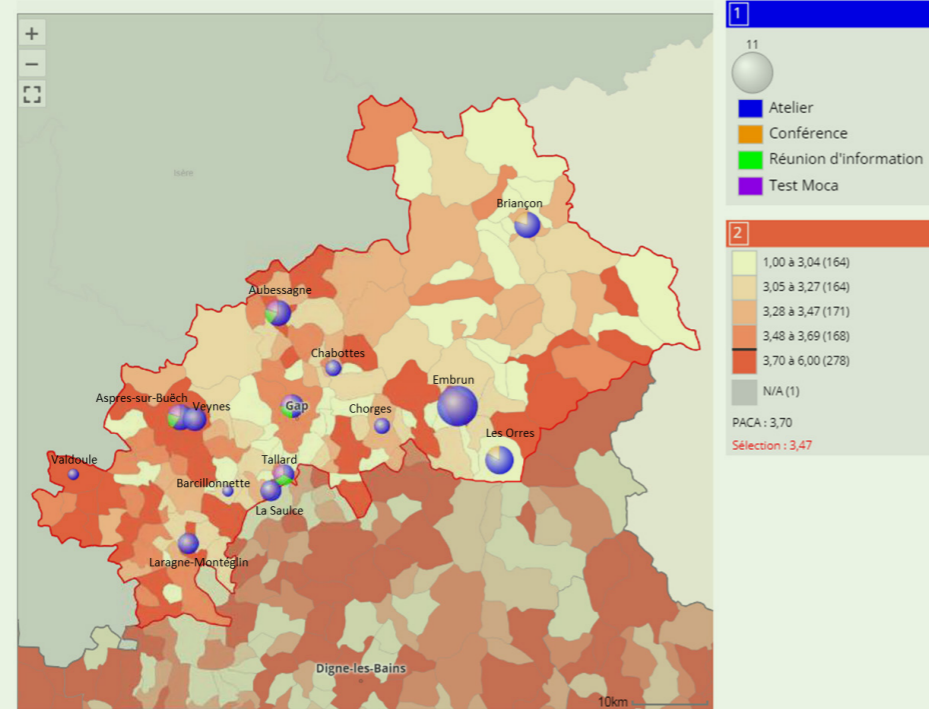 +
−
Isère
Briançon
Aubessagne
Chabottes
Embrun
Aspres-sur-Buëch
Veynes
Gap
Chorges
Les Orres
Valdoule
Tallard
Barcillonnette
La Saulce
Laragne-Montéglin
Digne-les-Bains
10km
1
11
Atelier
Conférence
Réunion d'information
Test Moca
2
1,00 à 3,04 (164)
3,05 à 3,27 (164)
3,28 à 3,47 (171)
3,48 à 3,69 (168)
3,70 à 6,00 (278)
N/A (1)
PACA : 3,70
Sélection : 3,47